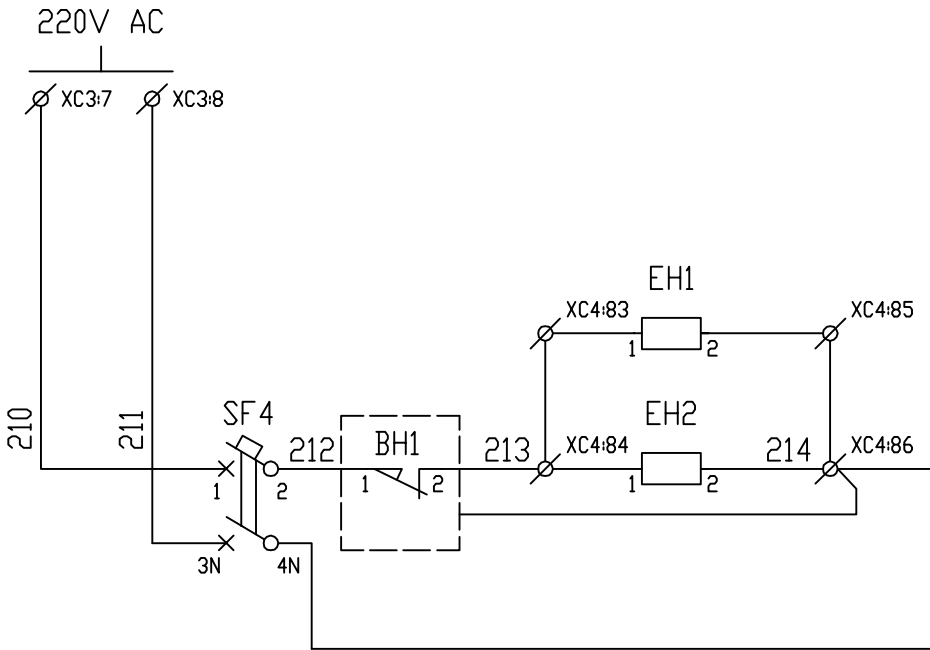 220V AC
XC3:7
XC3:8
EH1
XC4:83
XC4:85
1
2
210
211
SF4
212
BH1
213
EH2
XC4:84
214
XC4:86
1
2
1
2
1
2
3N
4N